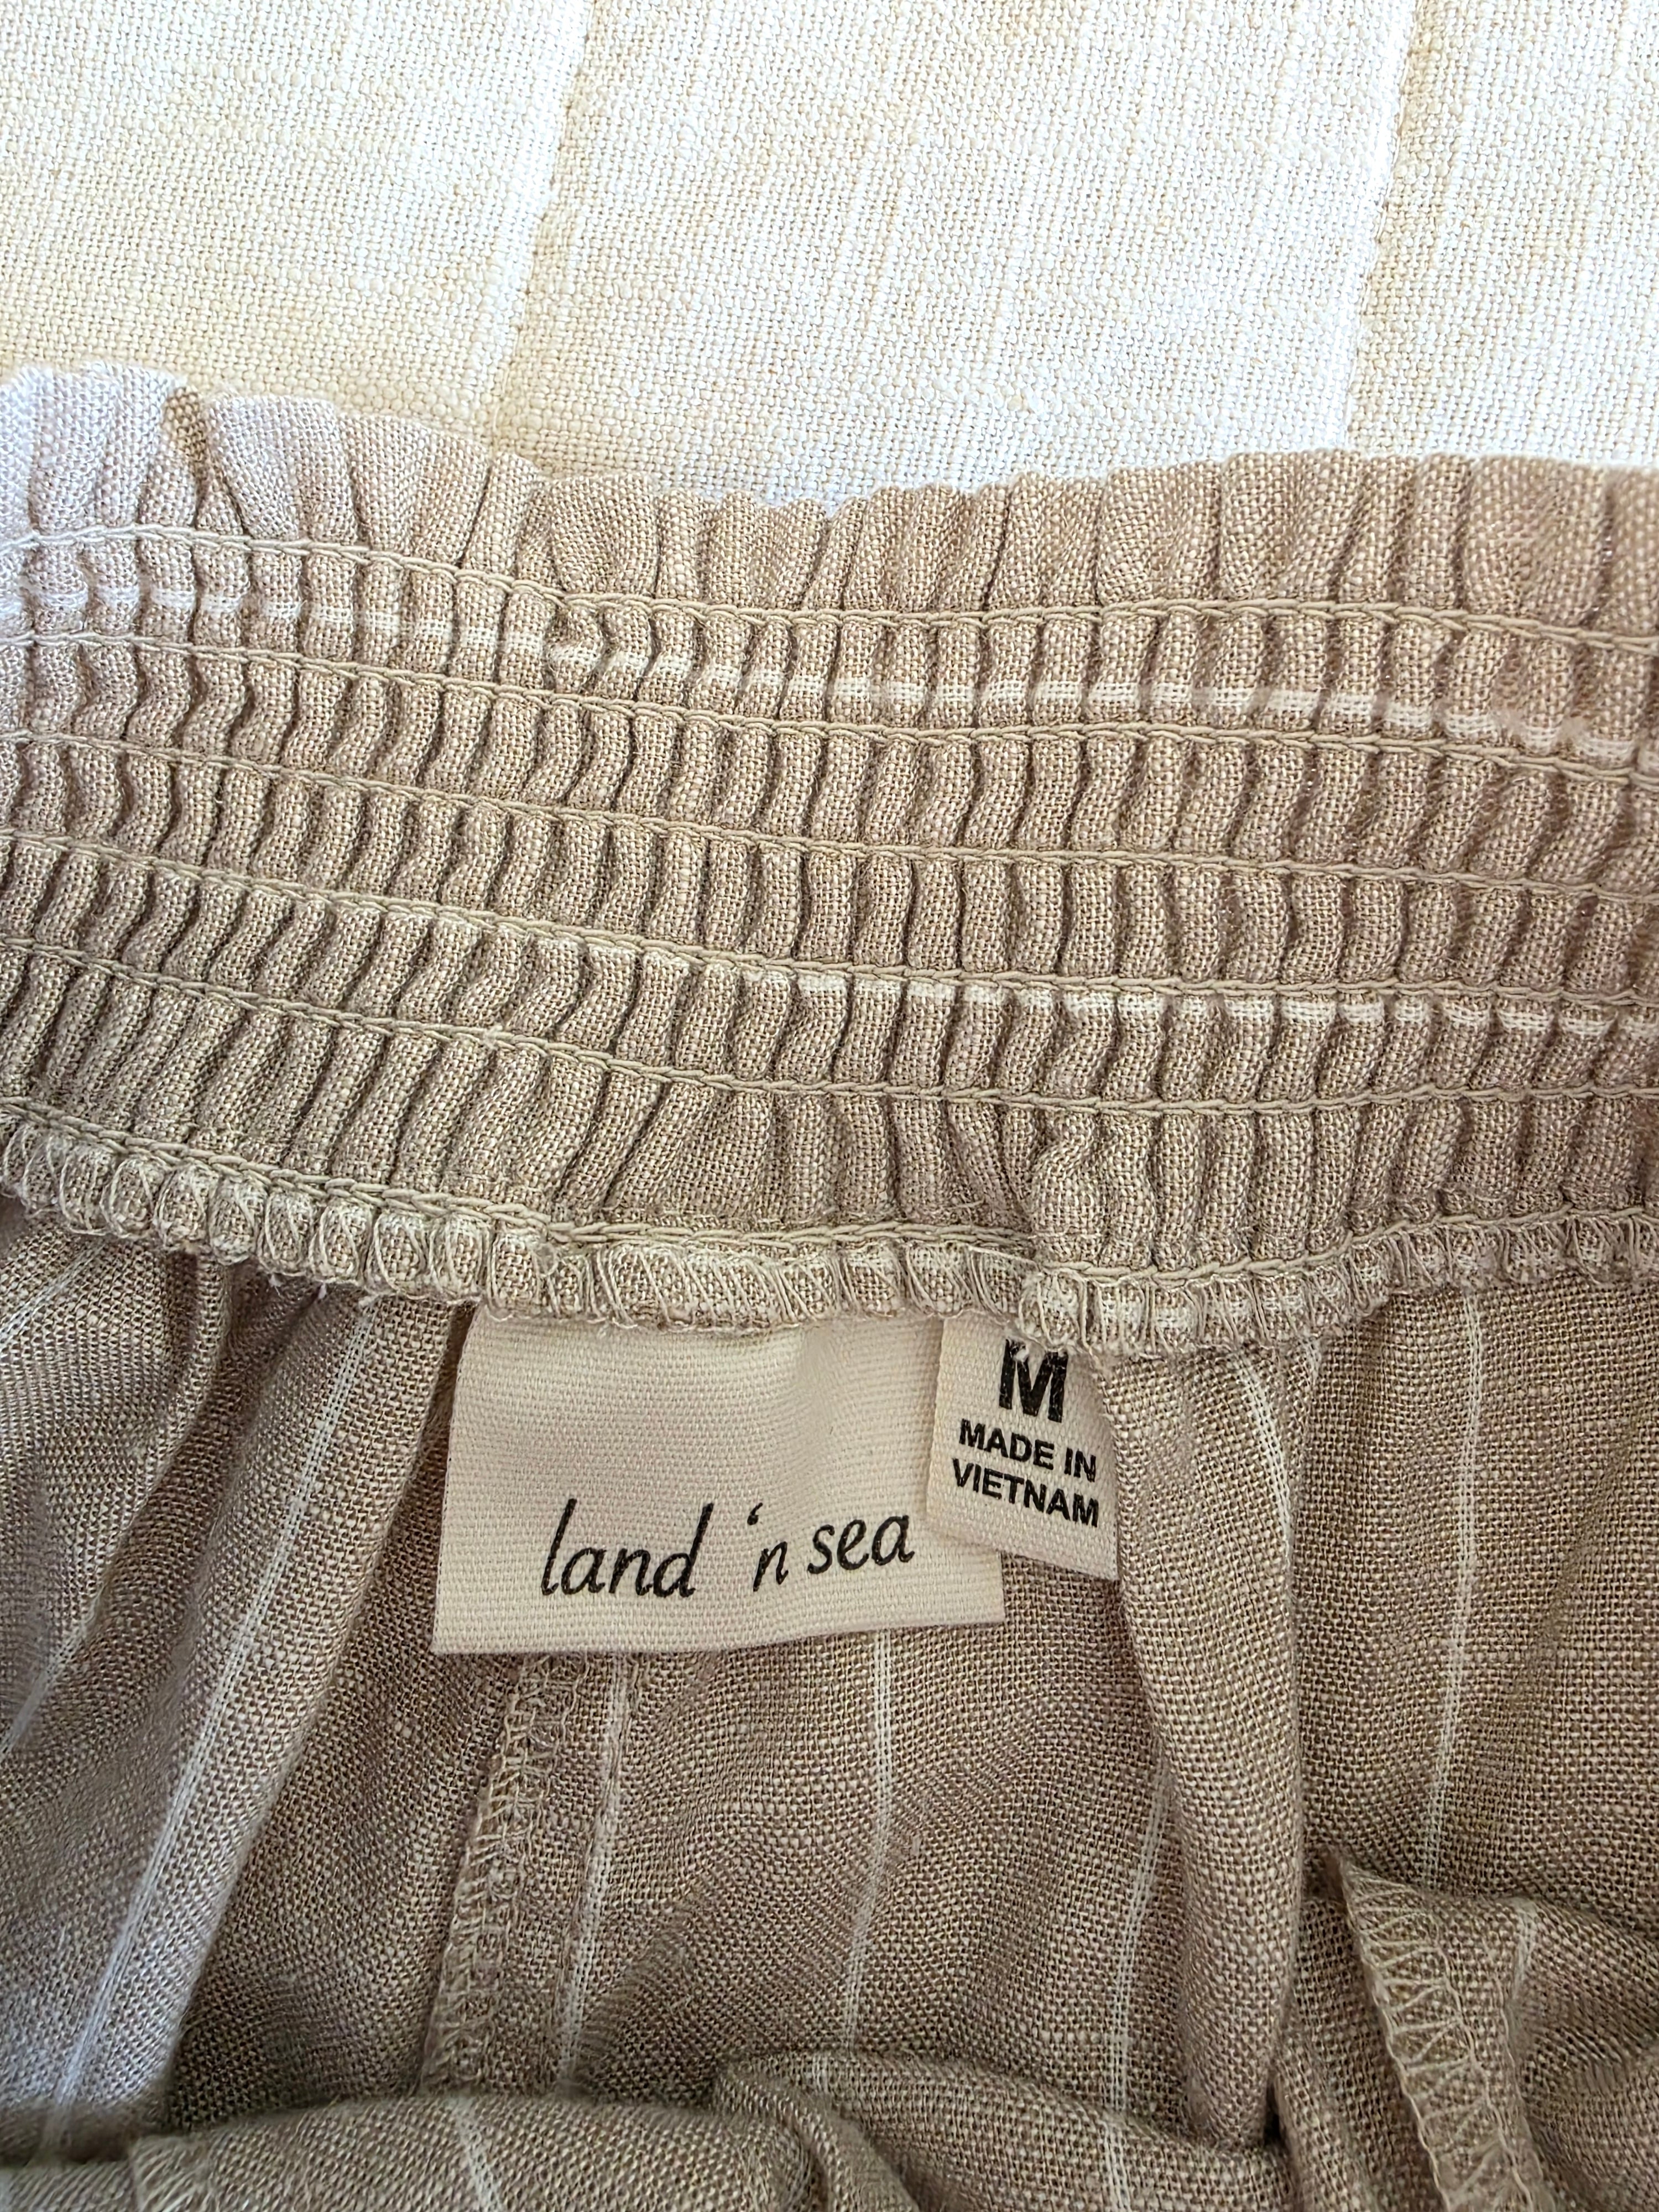 land 'n sea
M
MADE IN
VIETNAM